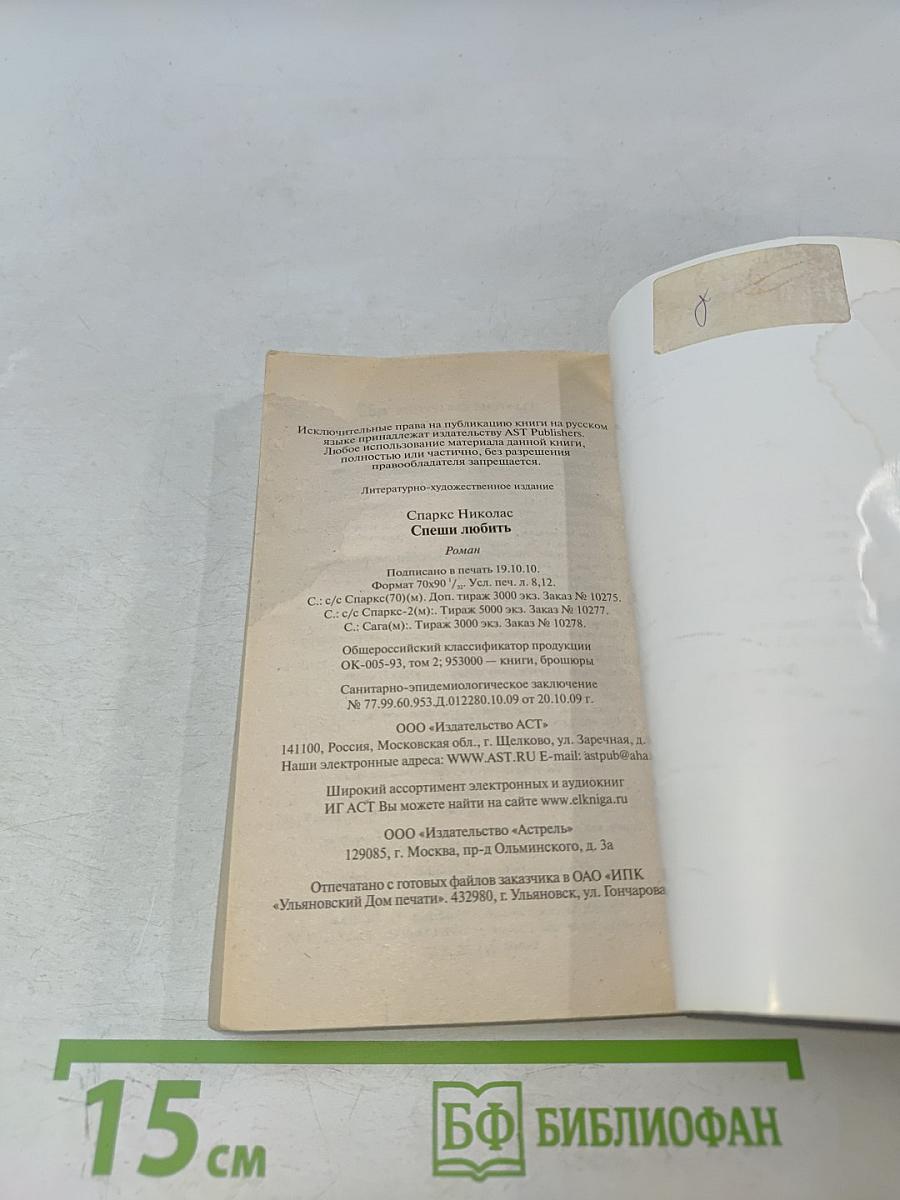 Исключительные права на публикацию книги на русском
языке принадлежат издательству AST Publishers.
Любое использование материала данной книги,
полностью или частично, без разрешения
правообладателя запрещается.
Литературно-художественное издание
Спаркс Николас
Спеши любить
Роман
Подписано в печать 19.10.10.
Формат 70х90 1/32. Усл. печ. л. 8,12.
С.: с/с Спаркс(70)(м). Доп. тираж 3000 экз. Заказ № 10275.
С.: с/с Спаркс-2(м):. Тираж 5000 экз. Заказ № 10277.
С.: Сага(м):. Тираж 3000 экз. Заказ № 10278.
Общероссийский классификатор продукции
ОК-005-93, том 2; 953000 — книги, брошюры
Санитарно-эпидемиологическое заключение
№ 77.99.60.953.Д.012280.10.09 от 20.10.09 г.
ООО «Издательство АСТ»
141100, Россия, Московская обл., г. Щелково, ул. Заречная, д.
Наши электронные адреса: WWW.AST.RU E-mail: astpub@aha.
Широкий ассортимент электронных и аудиокниг
ИГ АСТ Вы можете найти на сайте www.elkniga.ru
ООО «Издательство «Астрель»
129085, г. Москва, пр-д Ольминского, д. 3а
Отпечатано с готовых файлов заказчика в ОАО «ИПК
«Ульяновский Дом печати». 432980, г. Ульяновск, ул. Гончарова
15 см
БФ БИБЛИОФАН